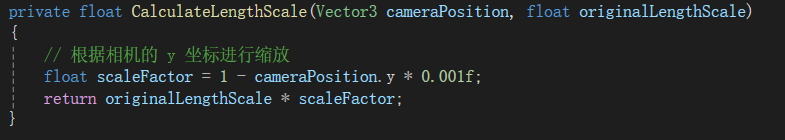 private float CalculateLengthScale(Vector3 cameraPosition, float originalLengthScale)
{
// 根据相机的 y 坐标进行缩放
float scaleFactor = 1 - cameraPosition.y * 0.001f;
return originalLengthScale * scaleFactor;
}